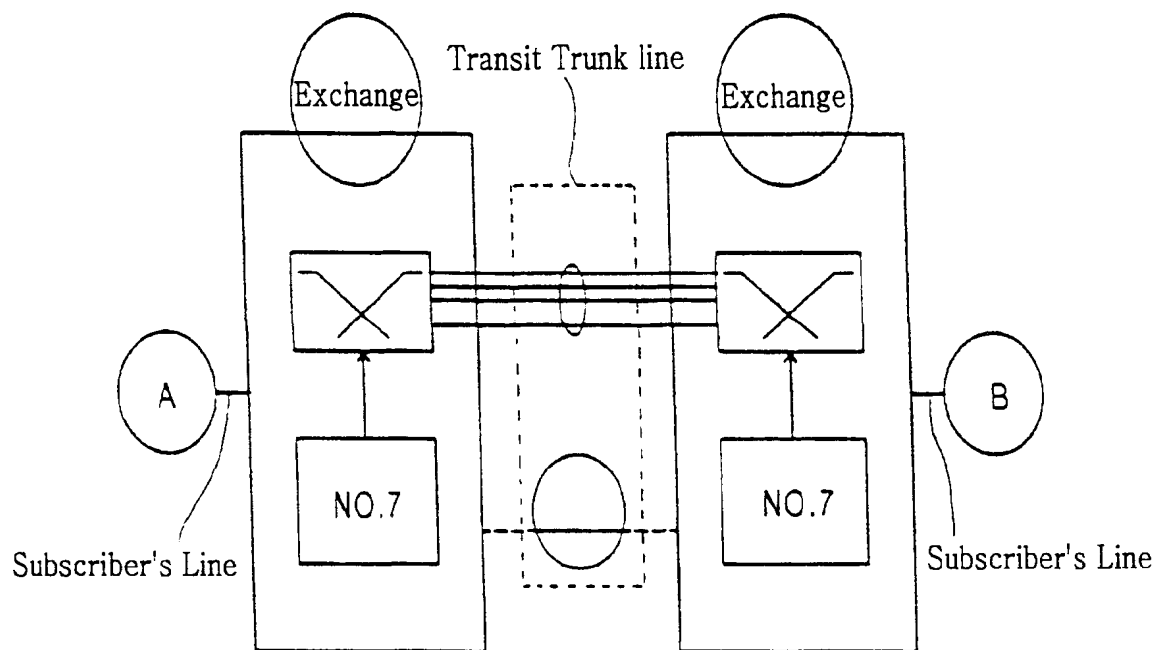 Transit Trunk line
Exchange
Exchange
A
B
NO.7
NO.7
Subscriber's Line
Subscriber's Line